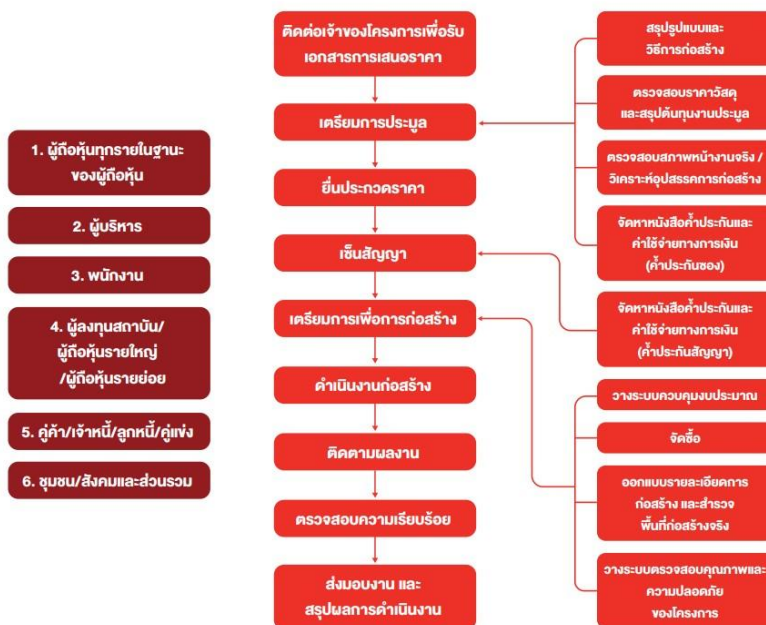 1. ผู้ถือหุ้นทุกรายในฐานะ
ของผู้ถือหุ้น
2. ผู้บริหาร
3. พนักงาน
4. ผู้ลงทุนสถาบัน/
ผู้ถือหุ้นรายใหญ่
/ผู้ถือหุ้นรายย่อย
5. คู่ค้า/เจ้าหนี้/ลูกหนี้/คู่แข่ง
6. ชุมชน/สังคมและส่วนรวม
ติดต่อเจ้าของโครงการเพื่อรับ
เอกสารการเสนอราคา
เตรียมการประมูล
ยื่นประกวดราคา
เซ็นสัญญา
เตรียมการเพื่อการก่อสร้าง
ดำเนินงานก่อสร้าง
ติดตามผลงาน
ตรวจสอบความเรียบร้อย
ส่งมอบงาน และ
สรุปผลการดำเนินงาน
สรุปรูปแบบและ
วิธีการก่อสร้าง
ตรวจสอบราคาวัสดุ
และสรุปต้นทุนงานประมูล
ตรวจสอบสภาพหน้างานจริง /
วิเคราะห์อุปสรรคการก่อสร้าง
จัดหาหนังสือค้ำประกันและ
ค่าใช้จ่ายทางการเงิน
(ค้ำประกันซอง)
จัดหาหนังสือค้ำประกันและ
ค่าใช้จ่ายทางการเงิน
(ค้ำประกันสัญญา)
วางระบบควบคุมงบประมาณ
จัดซื้อ
ออกแบบรายละเอียดการ
ก่อสร้าง และสำรวจ
พื้นที่ก่อสร้างจริง
วางระบบตรวจสอบคุณภาพและ
ความปลอดภัย
ของโครงการ